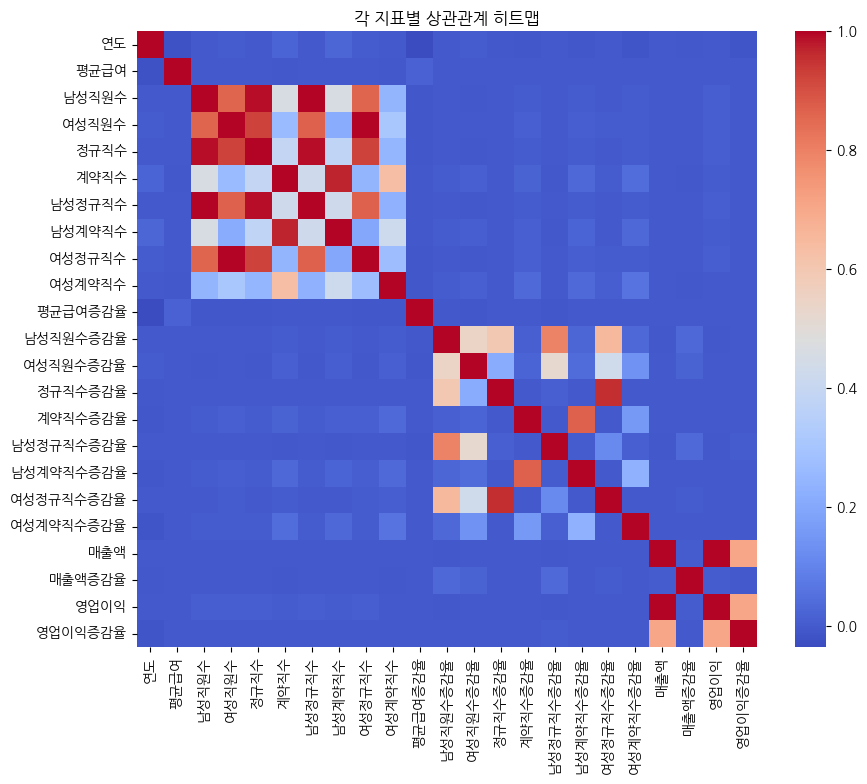 각 지표별 상관관계 히트맵
연도
평균급여
남성직원수
여성직원수
정규직수
계약직수
남성정규직수
남성계약직수
여성정규직수
여성계약직수
평균급여증감율
남성직원수증감율
여성직원수증감율
정규직수증감율
계약직수증감율
남성정규직수증감율
남성계약직수증감율
여성정규직수증감율
여성계약직수증감율
매출액
매출액증감율
영업이익
영업이익증감율
연도
평균급여
남성직원수
여성직원수
정규직수
계약직수
남성정규직수
남성계약직수
여성정규직수
여성계약직수
평균급여증감율
남성직원수증감율
여성직원수증감율
정규직수증감율
계약직수증감율
남성정규직수증감율
남성계약직수증감율
여성정규직수증감율
여성계약직수증감율
매출액
매출액증감율
영업이익
영업이익증감율
1.0
0.8
0.6
0.4
0.2
0.0